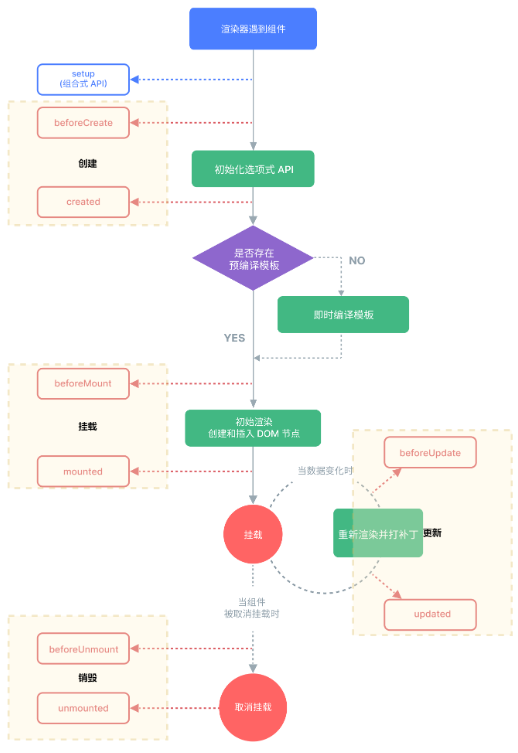 渲染器遇到组件
setup
(组合式 API)
beforeCreate
创建
初始化选项式 API
created
是否存在
预编译模板
NO
即时编译模板
YES
beforeMount
挂载
初始渲染
创建和插入 DOM 节点
mounted
当数据变化时
beforeUpdate
挂载
重新渲染并打补丁
更新
当组件
被取消挂载时
updated
beforeUnmount
销毁
unmounted
取消挂载